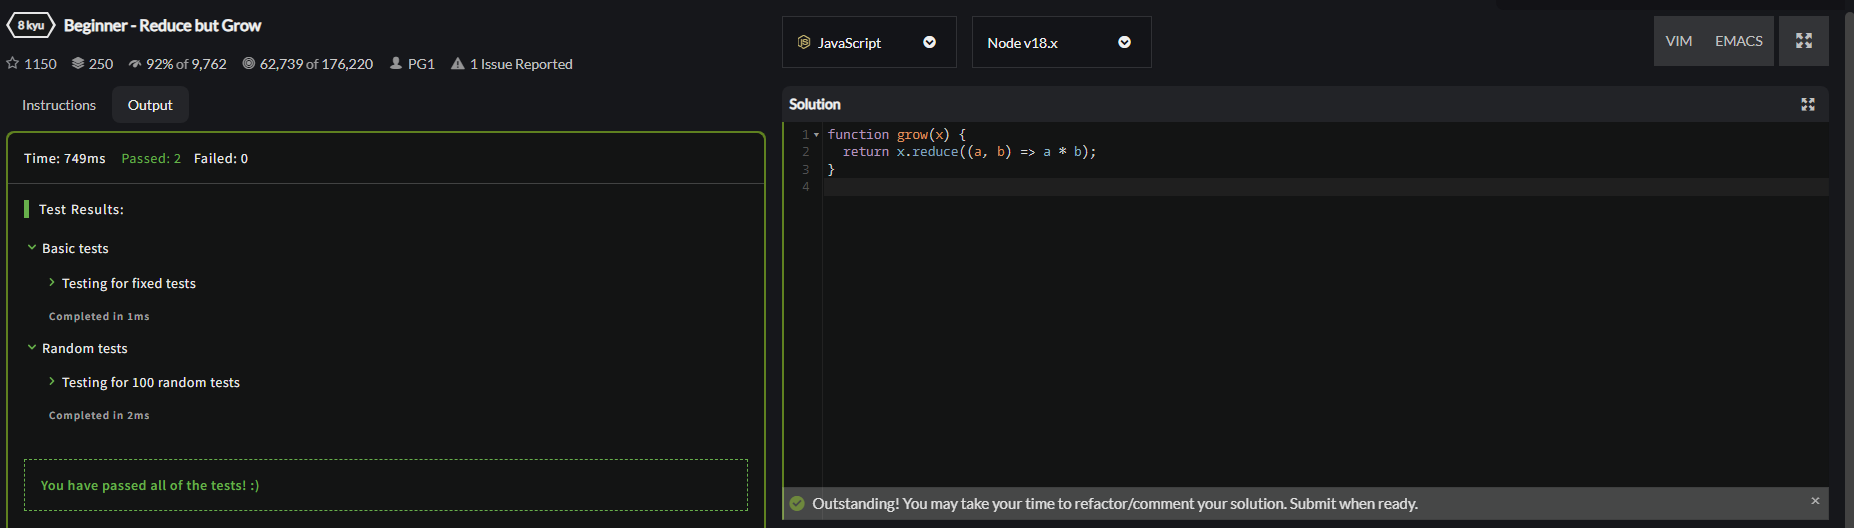 8 kyu Beginner - Reduce but Grow
1150 250 92% of 9,762 62,739 of 176,220 PG1 1 Issue Reported
Instructions Output
Time: 749ms Passed: 2 Failed: 0
Test Results:
Basic tests
Testing for fixed tests
Completed in 1ms
Random tests
Testing for 100 random tests
Completed in 2ms
You have passed all of the tests! :)
JavaScript Node v18.x VIM EMACS
Solution
1 function grow(x) {
2 return x.reduce((a, b) => a * b);
3 }
4
Outstanding! You may take your time to refactor/comment your solution. Submit when ready. ×